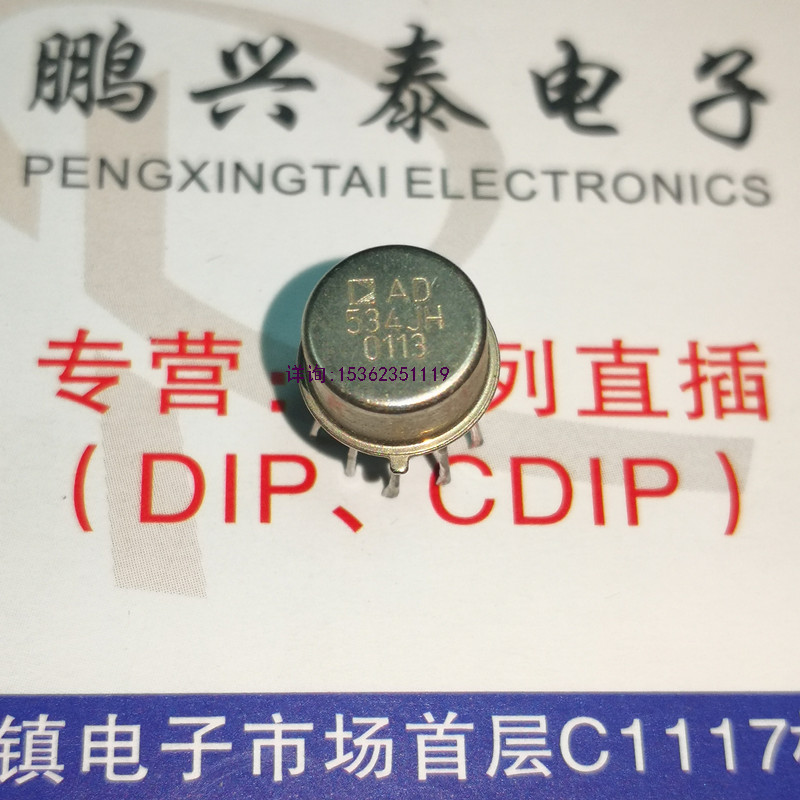 鹏兴泰电子
PENGXINGTAI ELECTRONICS
AD
534JH
0113
详询:15362351119
专营: 列直插
(DIP、CDIP)
镇电子市场首层C1117